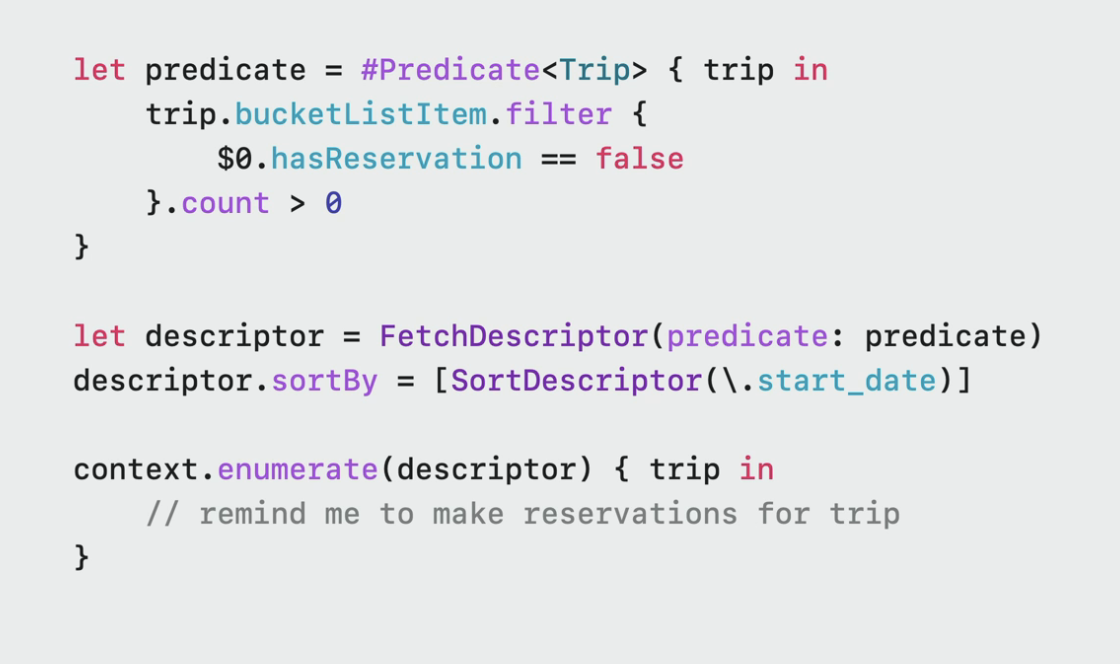 let predicate = #Predicate<Trip> { trip in
    trip.bucketListItem.filter {
        $0.hasReservation == false
    }.count > 0
}

let descriptor = FetchDescriptor(predicate: predicate)
descriptor.sortBy = [SortDescriptor(\.start_date)]

context.enumerate(descriptor) { trip in
    // remind me to make reservations for trip
}